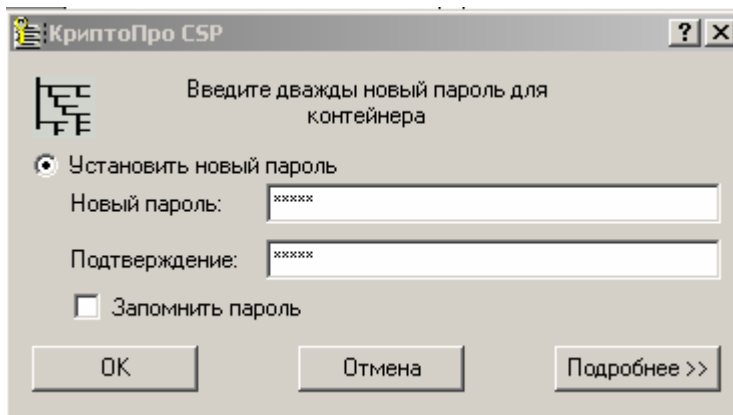 КриптоПро CSP
Введите дважды новый пароль для
контейнера
Установить новый пароль
Новый пароль: *****
Подтверждение: *****
Запомнить пароль
OK Отмена Подробнее >>